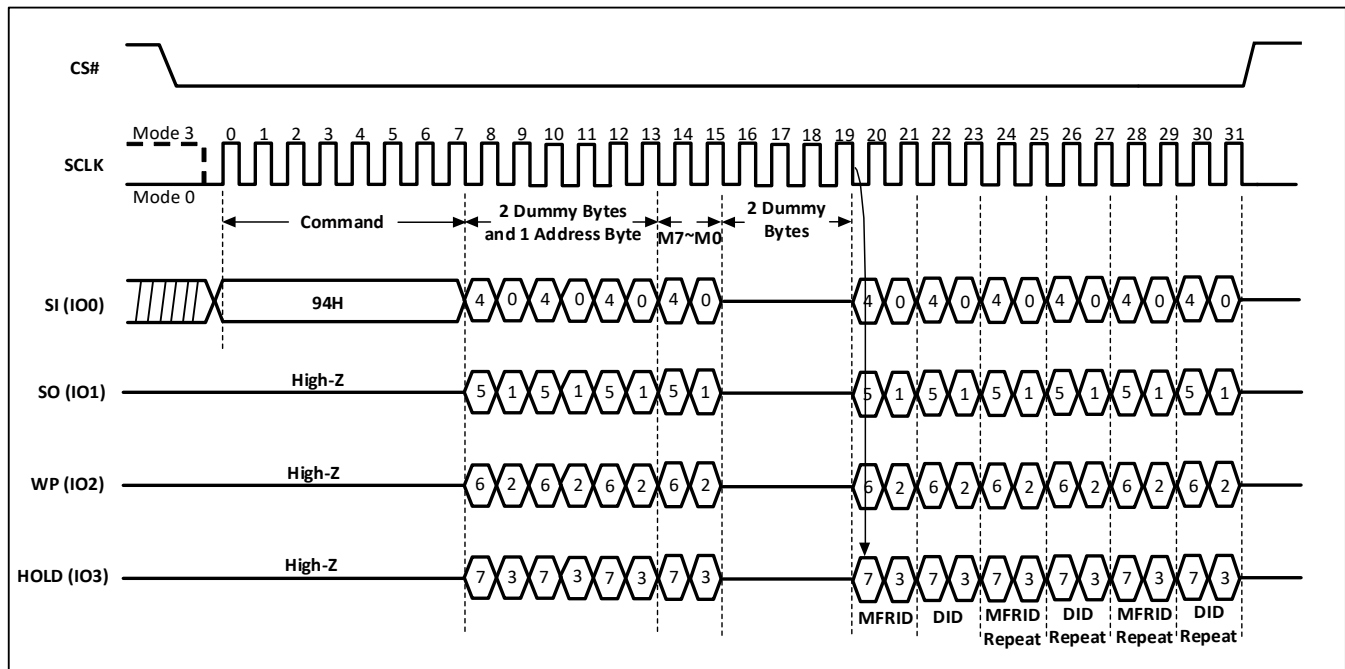 CS#
Mode 3
0 1 2 3 4 5 6 7 8 9 10 11 12 13 14 15 16 17 18 19 20 21 22 23 24 25 26 27 28 29 30 31
SCLK
Mode 0
Command
2 Dummy Bytes
and 1 Address Byte
M7~M0
2 Dummy
Bytes
SI (IO0)
94H
4 0 4 0 4 0 4 0 4 0 4 0 4 0 4 0 4 0 4 0
SO (IO1)
High-Z
5 1 5 1 5 1 5 1 5 1 5 1 5 1 5 1 5 1 5 1
WP (IO2)
High-Z
6 2 6 2 6 2 6 2 6 2 6 2 6 2 6 2 6 2 6 2
HOLD (IO3)
High-Z
7 3 7 3 7 3 7 3 7 3 7 3 7 3 7 3 7 3 7 3
MFRID DID MFRID DID MFRID DID
Repeat Repeat Repeat Repeat